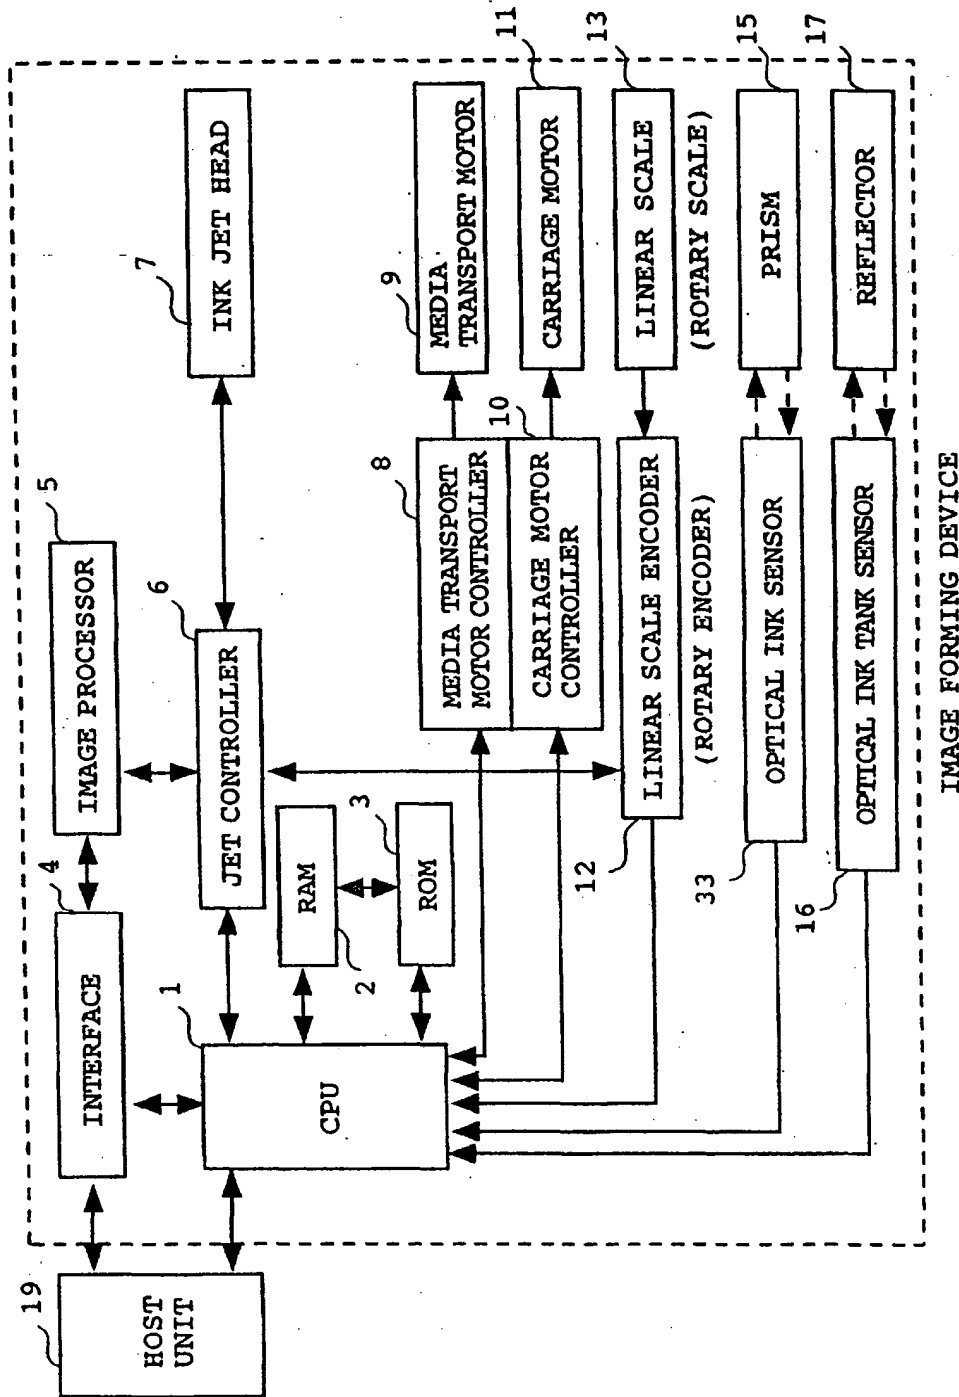 19
HOST
UNIT
4
INTERFACE
5
IMAGE PROCESSOR
1
CPU
6
JET CONTROLLER
7
INK JET HEAD
2
RAM
3
ROM
8
MEDIA TRANSPORT
MOTOR CONTROLLER
9
MEDIA
TRANSPORT MOTOR
10
CARRIAGE MOTOR
CONTROLLER
11
CARRIAGE MOTOR
12
LINEAR SCALE ENCODER
(ROTARY ENCODER)
13
LINEAR SCALE
(ROTARY SCALE)
33
OPTICAL INK SENSOR
15
PRISM
16
OPTICAL INK TANK SENSOR
17
REFLECTOR
IMAGE FORMING DEVICE